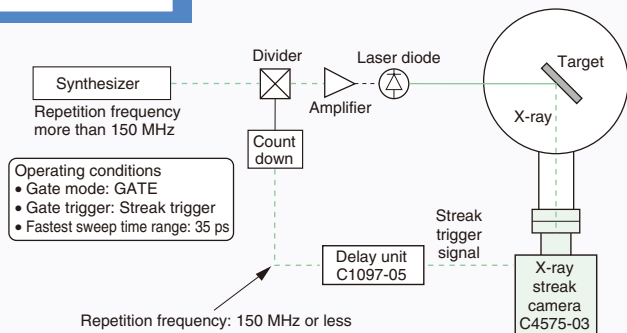 Divider
Laser diode
Target
Synthesizer
Amplifier
Repetition frequency
more than 150 MHz
X-ray
Count
down
Operating conditions
• Gate mode: GATE
• Gate trigger: Streak trigger
• Fastest sweep time range: 35 ps
Streak
trigger
signal
Delay unit
C1097-05
X-ray
streak
camera
C4575-03
Repetition frequency: 150 MHz or less